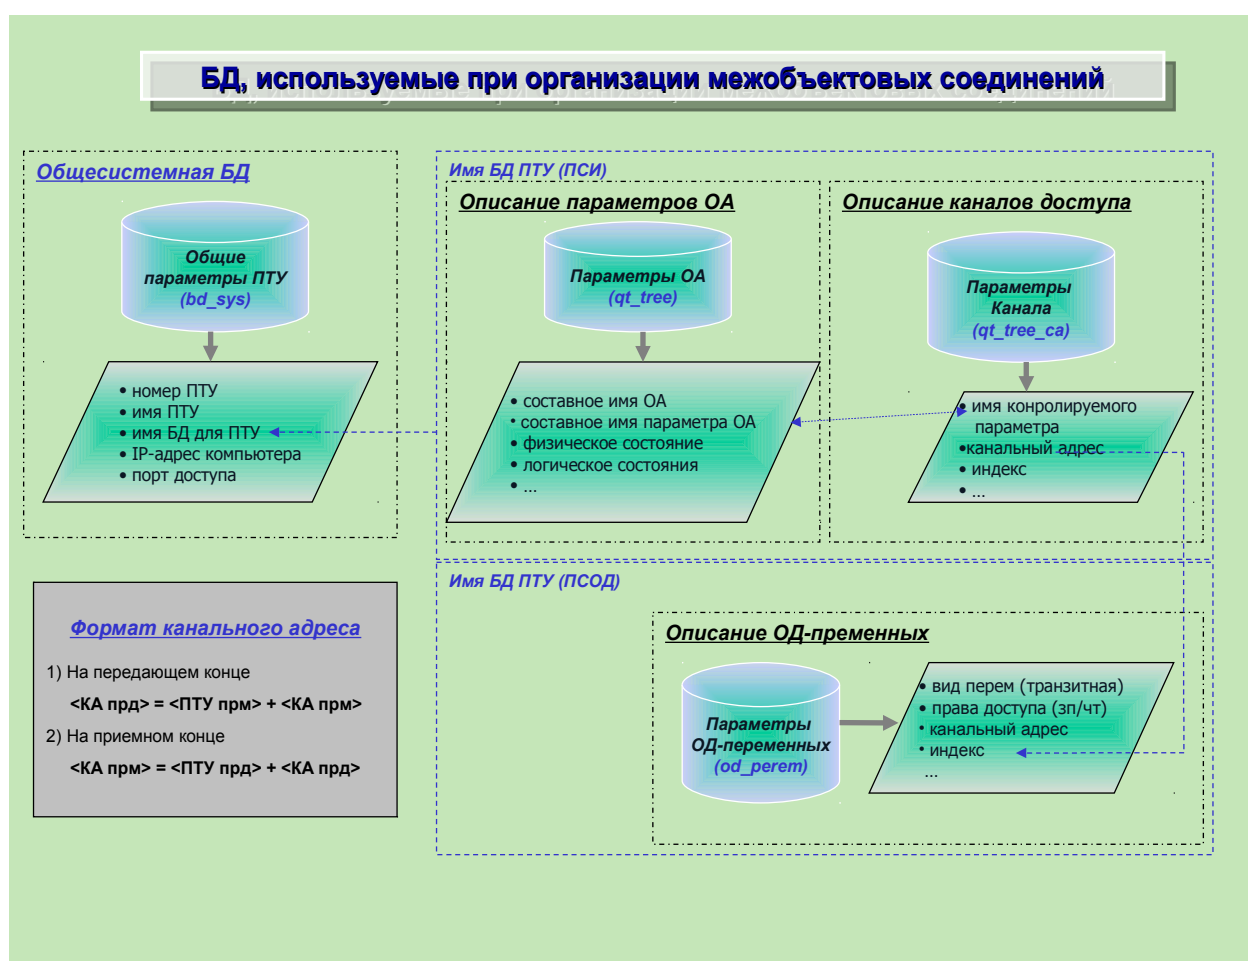 БД, используемые при организации межобъектовых соединений
Общесистемная БД
Общие
параметры ПТУ
(bd_sys)
• номер ПТУ
• имя ПТУ
• имя БД для ПТУ
• IP-адрес компьютера
• порт доступа
Имя БД ПТУ (ПСИ)
Описание параметров ОА
Параметры ОА
(qt_tree)
• составное имя ОА
• составное имя параметра ОА
• физическое состояние
• логическое состояния
• ...
Описание каналов доступа
Параметры
Канала
(qt_tree_ca)
• имя конролируемого
параметра
•канальный адрес
• индекс
• ...
Формат канального адреса
1) На передающем конце
<КА прд> = <ПТУ прм> + <КА прм>
2) На приемном конце
<КА прм> = <ПТУ прд> + <КА прд>
Имя БД ПТУ (ПСОД)
Описание ОД-пременных
Параметры
ОД-переменных
(od_perem)
• вид перем (транзитная)
• права доступа (зп/чт)
• канальный адрес
• индекс
...